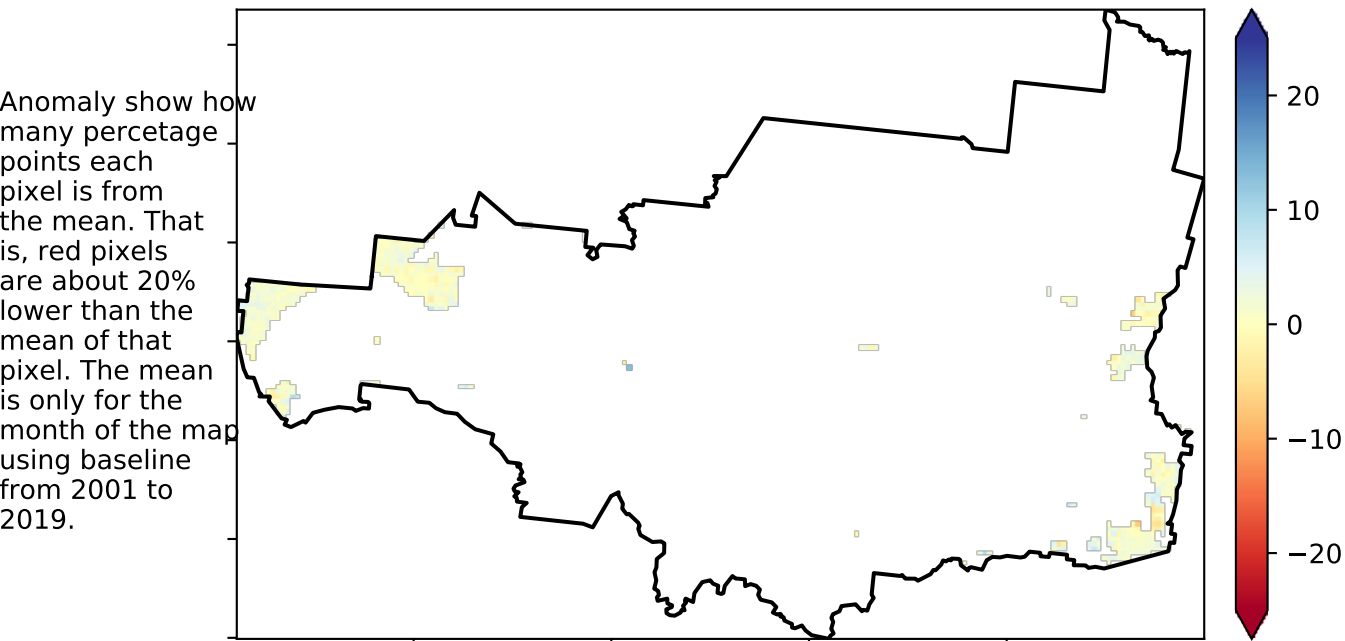 Anomaly show how
many percetage
points each
pixel is from
the mean. That
is, red pixels
are about 20%
lower than the
mean of that
pixel. The mean
is only for the
month of the map
using baseline
from 2001 to
2019.
20
10
0
−10
−20